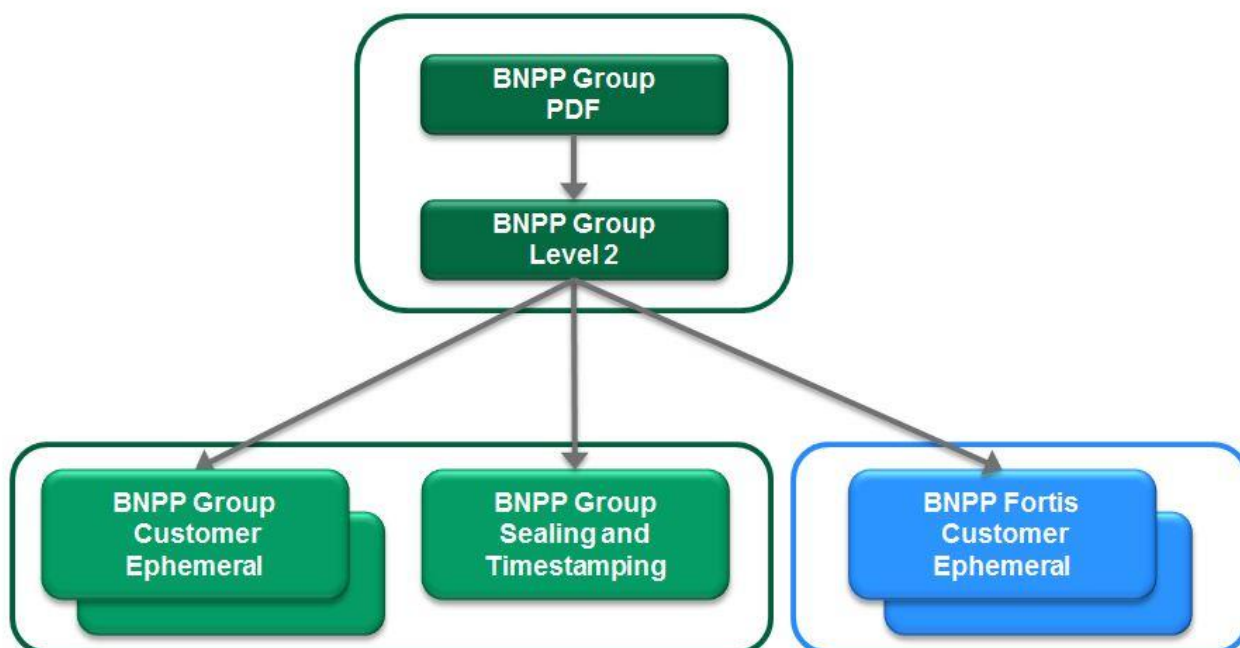 BNPP Group
PDF
BNPP Group
Level 2
BNPP Group
Customer
Ephemeral
BNPP Group
Sealing and
Timestamping
BNPP Fortis
Customer
Ephemeral